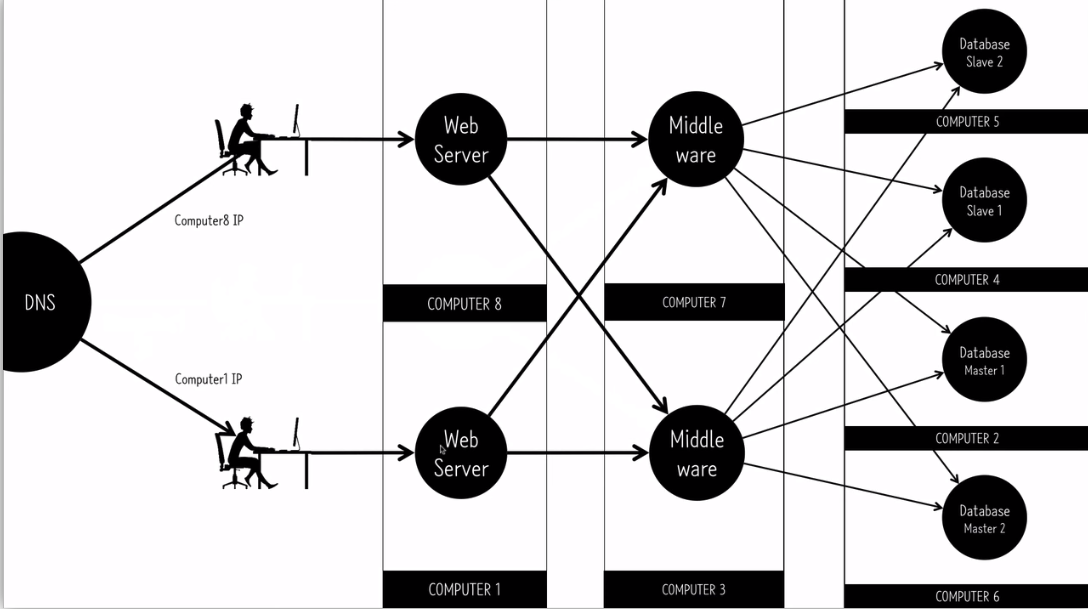 DNS
Computer8 IP
Computer1 IP
Web
Server
COMPUTER 8
Web
Server
COMPUTER 1
Middle
ware
COMPUTER 7
Middle
ware
COMPUTER 3
Database
Slave 2
COMPUTER 5
Database
Slave 1
COMPUTER 4
Database
Master 1
COMPUTER 2
Database
Master 2
COMPUTER 6